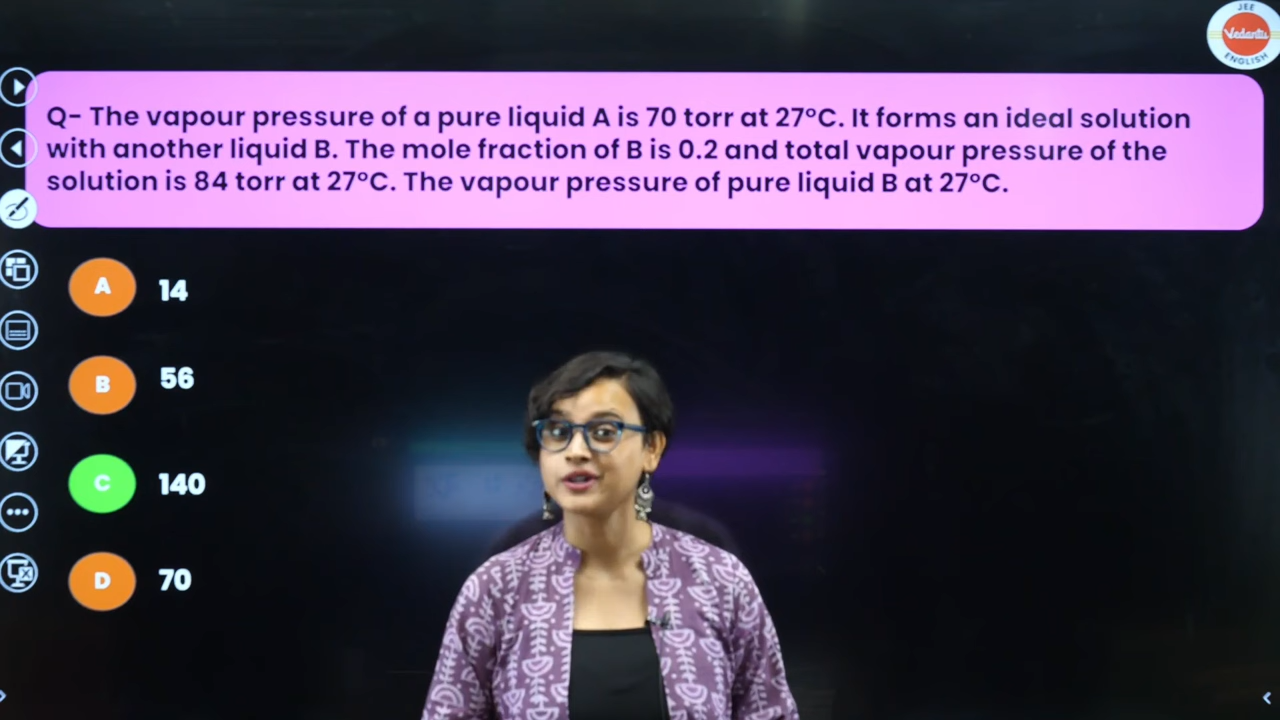 JEE
Vedantu
ENGLISH
Q- The vapour pressure of a pure liquid A is 70 torr at 27°C. It forms an ideal solution
with another liquid B. The mole fraction of B is 0.2 and total vapour pressure of the
solution is 84 torr at 27°C. The vapour pressure of pure liquid B at 27°C.
A 14
B 56
C 140
D 70